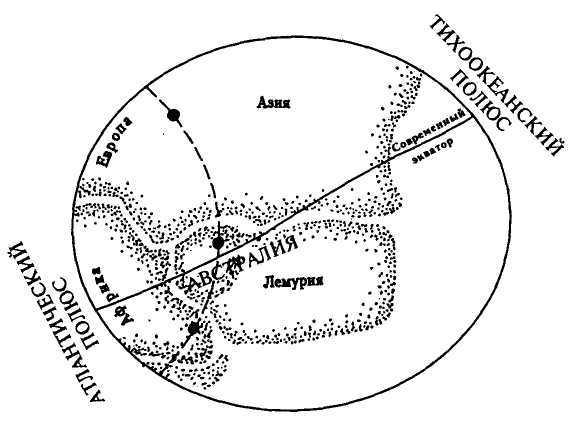 ТИХООКЕАНСКИЙ
ПОЛЮС
Азия
Европа
Современный
экватор
АВСТРАЛИЯ
Лемурия
Африка
АТЛАНТИЧЕСКИЙ
ПОЛЮС